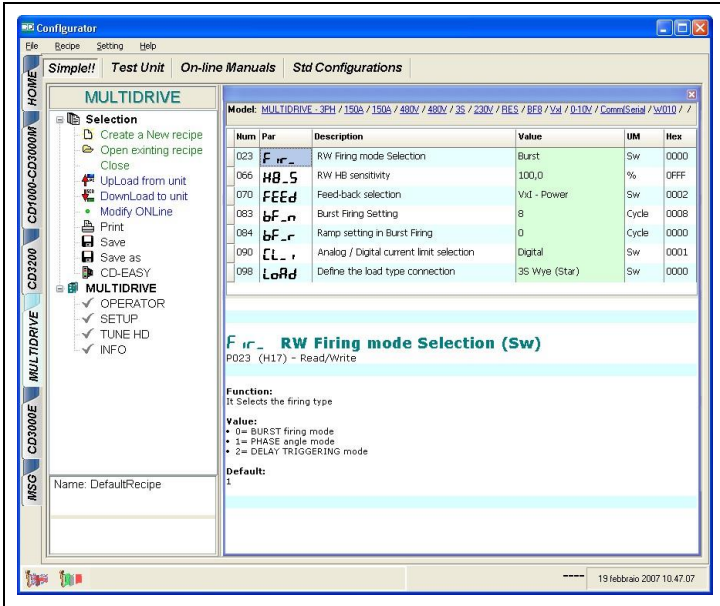 Configurator
File Recipe Setting Help
Simple!! Test Unit On-line Manuals Std Configurations
HOME
CD1000-CD3000M
CD3200
MULTIDRIVE
CD3000E
MSG
MULTIDRIVE
Selection
Create a New recipe
Open exinting recipe
Close
UpLoad from unit
DownLoad to unit
Modify ONLine
Print
Save
Save as
CD-EASY
MULTIDRIVE
OPERATOR
SETUP
TUNE HD
INFO
Name: DefaultRecipe
Model: MULTIDRIVE - 3PH / 150A / 150A / 480V / 480V / 3S / 230V / RES / BF8 / VxI / 0-10V / Comm(Serial / W010 / /
Num Par Description Value UM Hex
023 Fir_ RW Firing mode Selection Burst Sw 0000
066 HB_S RW HB sensitivity 100,0 % 0FFF
070 FEEd Feed-back selection VxI - Power Sw 0002
083 bF_n Burst Firing Setting 8 Cycle 0008
084 bF_r Ramp setting in Burst Firing 0 Cycle 0000
090 CL_i Analog / Digital current limit selection Digital Sw 0001
098 LoAd Define the load type connection 3S Wye (Star) Sw 0000
Fir_ RW Firing mode Selection (Sw)
P023 (H17) - Read/Write
Function:
It Selects the firing type
Value:
• 0= BURST firing mode
• 1= PHASE angle mode
• 2= DELAY TRIGGERING mode
Default:
1
---- 19 febbraio 2007 10.47.07